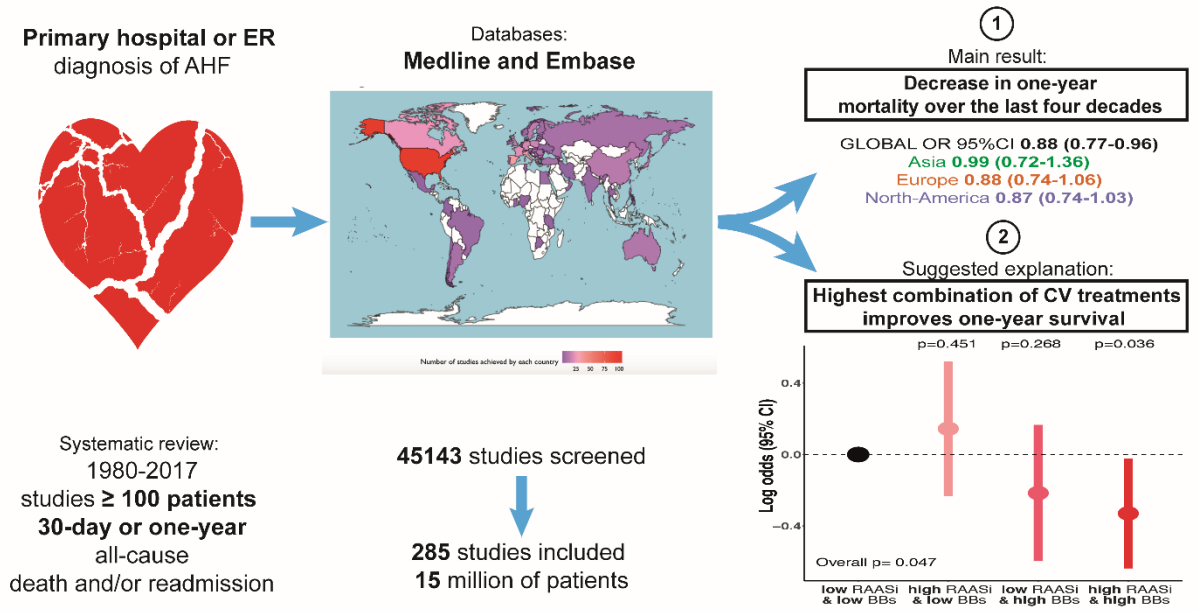 Primary hospital or ER
diagnosis of AHF
Systematic review:
1980-2017
studies ≥ 100 patients
30-day or one-year
all-cause
death and/or readmission
Databases:
Medline and Embase
Number of studies achieved by each country
25 50 75 100
45143 studies screened
285 studies included
15 million of patients
1
Main result:
Decrease in one-year
mortality over the last four decades
GLOBAL OR 95%CI 0.88 (0.77-0.96)
Asia 0.99 (0.72-1.36)
Europe 0.88 (0.74-1.06)
North-America 0.87 (0.74-1.03)
2
Suggested explanation:
Highest combination of CV treatments
improves one-year survival
p=0.451 p=0.268 p=0.036
Log odds (95% CI)
0.4
0.0
−0.4
Overall p= 0.047
low RAASi
& low BBs
high RAASi
& low BBs
low RAASi
& high BBs
high RAASi
& high BBs